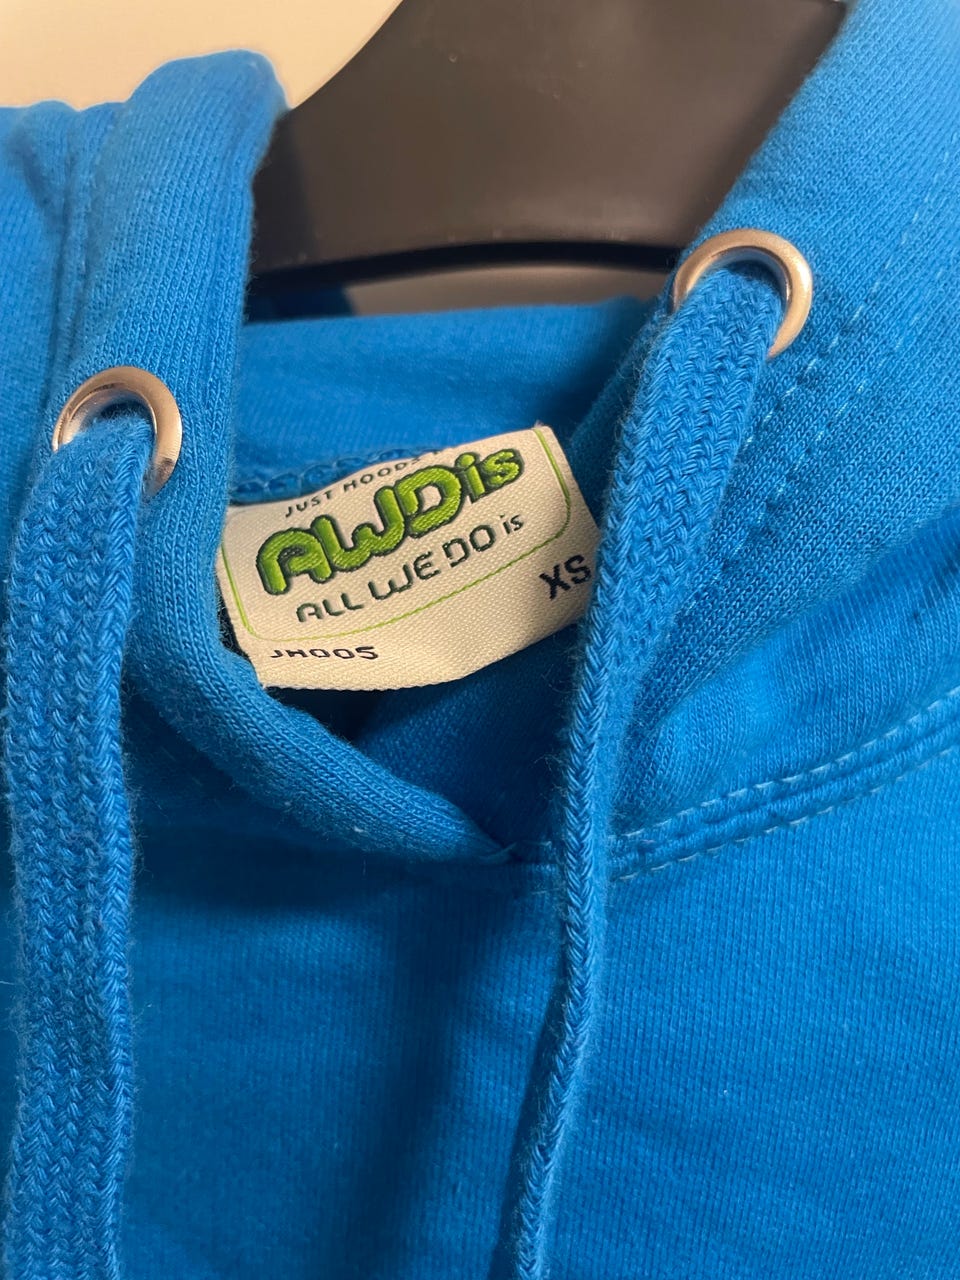 JUST HOODS
AWDis
ALL WE DO is
XS
JH005